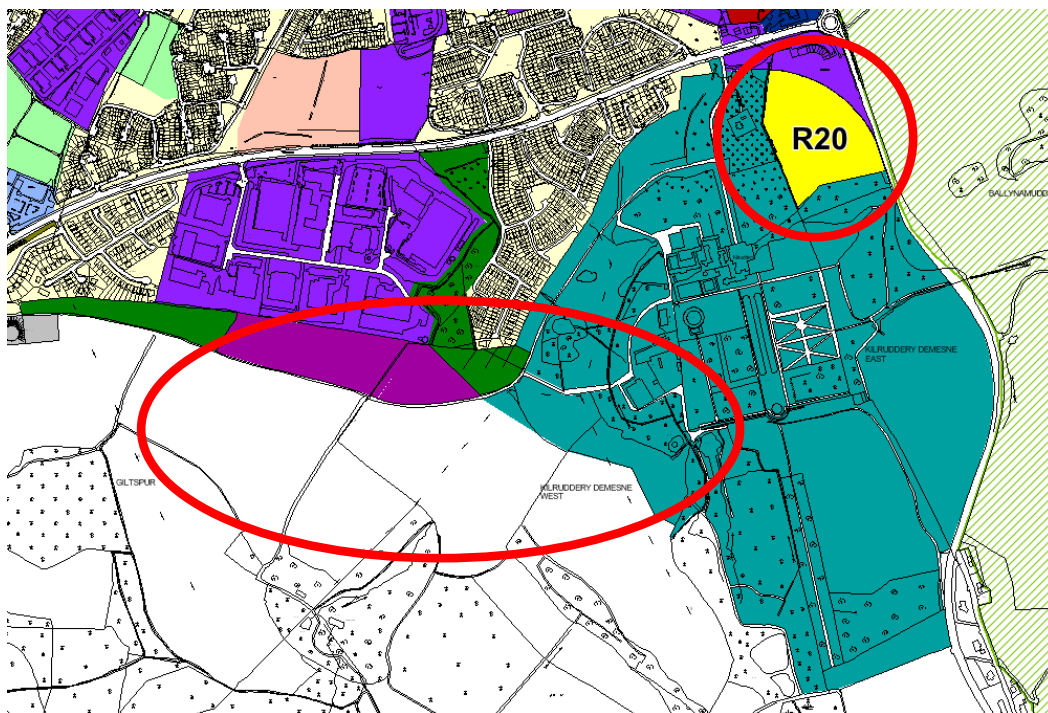 R20
BALLYNAMUDD
KILRUDDERY DEMESNE
EAST
GILTSPUR
KILRUDDERY DEMESNE
WEST